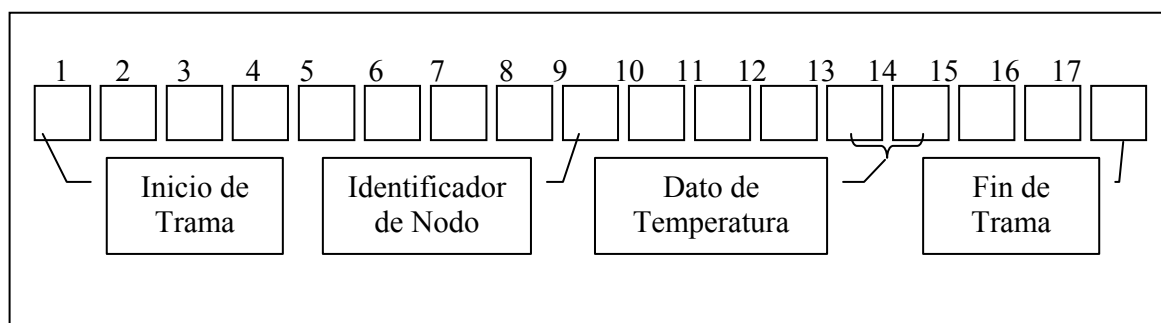 1 2 3 4 5 6 7 8 9 10 11 12 13 14 15 16 17
Inicio de
Trama
Identificador
de Nodo
Dato de
Temperatura
Fin de
Trama